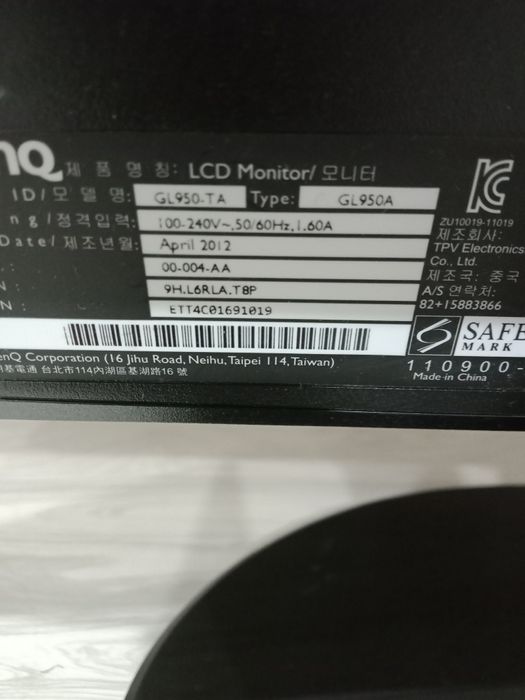 nQ 제 품 명 칭: LCD Monitor/ 모니터
ID/모 델 명: GL950-TA Type: GL950A
ng/정격입력: 100-240V~,50/60Hz,1.60A
Date/ 제조년월: April 2012
: 00-004-AA
: 9H.L6RLA.T8P
N : ETT4C01691019
enQ Corporation (16 Jihu Road, Neihu, Taipei 114, Taiwan)
基電通 台北市114內湖區基湖路16 號
ZU10019-11019
제조회사:
TPV Electronics
Co., Ltd.
제조국: 중국
A/S 연락처:
82+15883866
SAFE
MARK
110900-
Made in China